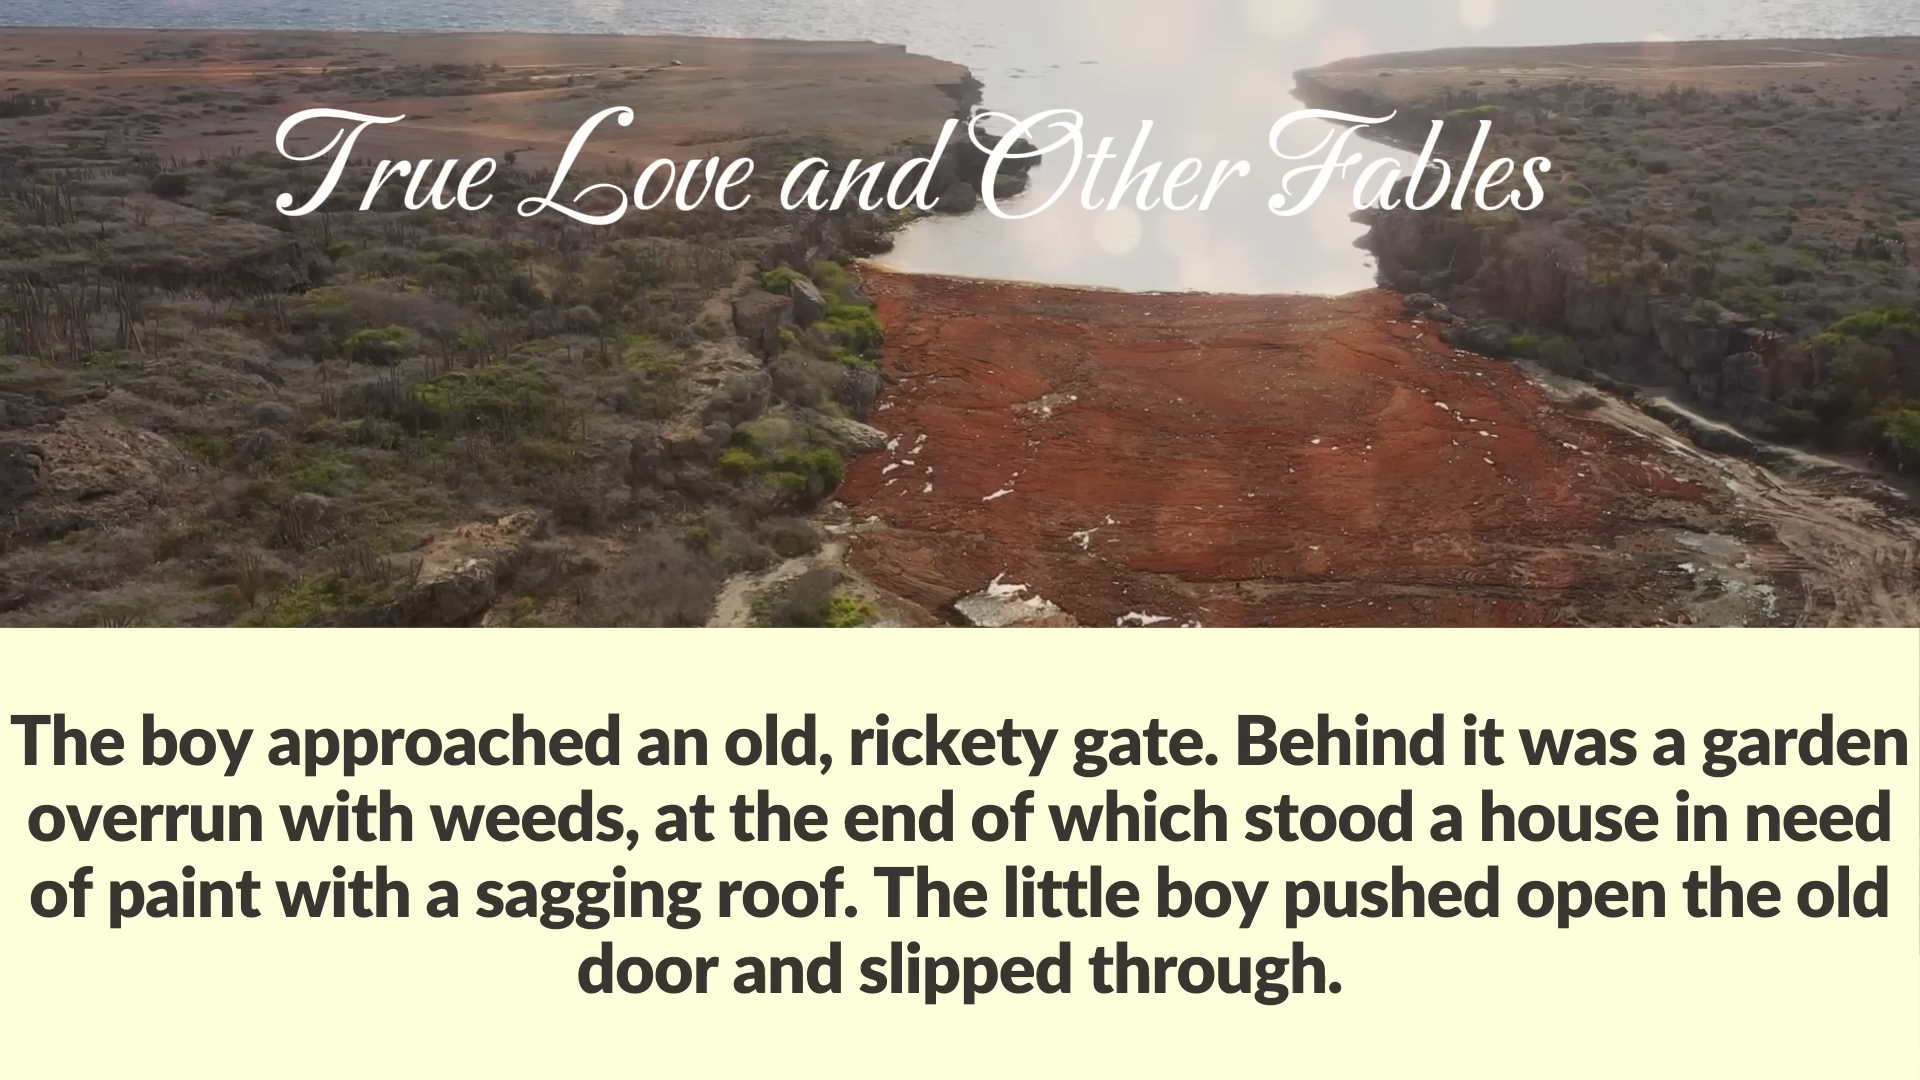 True Love and Other Fables
The boy approached an old, rickety gate. Behind it was a garden
overrun with weeds, at the end of which stood a house in need
of paint with a sagging roof. The little boy pushed open the old
door and slipped through.